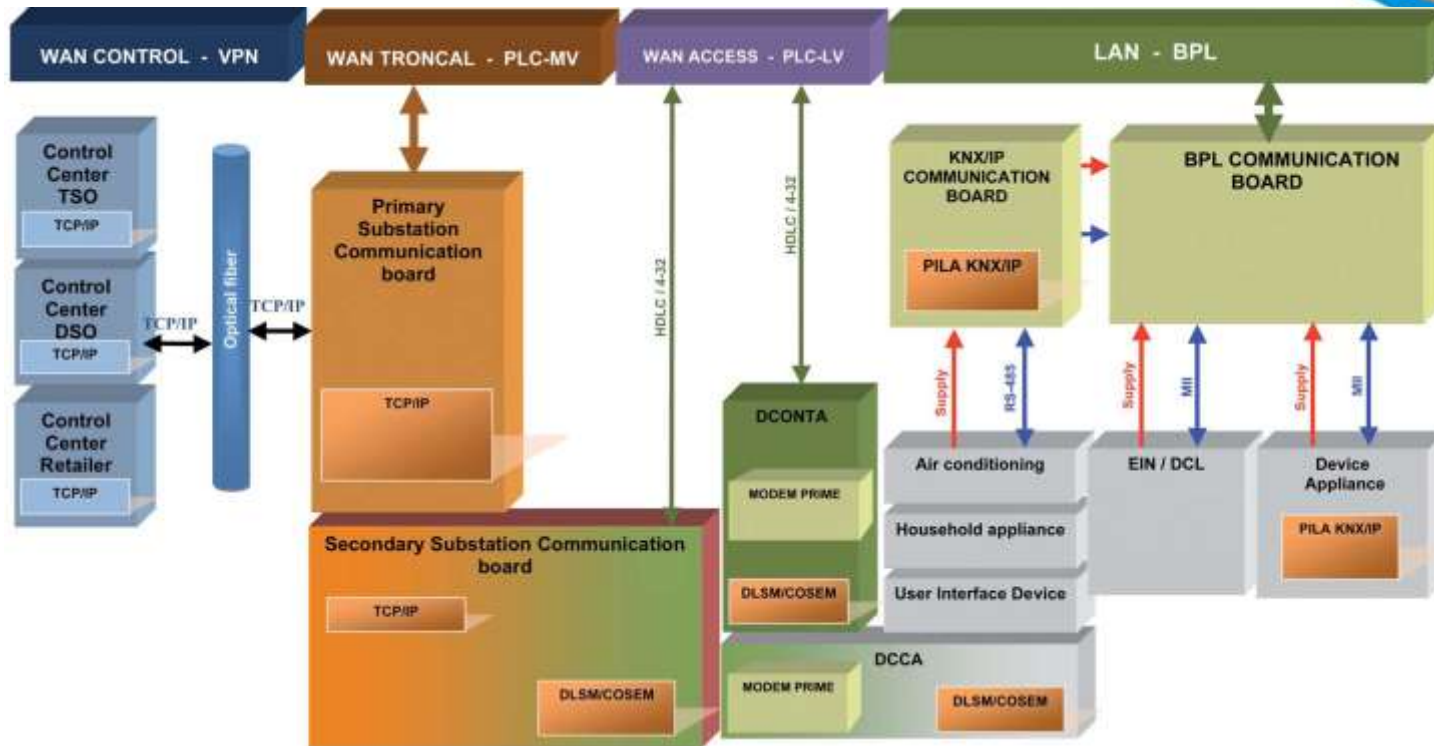 WAN CONTROL - VPN
WAN TRONCAL - PLC-MV
WAN ACCESS - PLC-LV
LAN - BPL
Control
Center
TSO
TCP/IP
Control
Center
DSO
TCP/IP
Control
Center
Retailer
TCP/IP
TCP/IP
Optical fiber
TCP/IP
Primary
Substation
Communication
board
TCP/IP
Secondary Substation Communication
board
TCP/IP
DLSM/COSEM
HDLC / 4-32
HDLC / 4-32
DCONTA
MODEM PRIME
DLSM/COSEM
DCCA
MODEM PRIME
DLSM/COSEM
KNX/IP
COMMUNICATION
BOARD
PILA KNX/IP
BPL COMMUNICATION
BOARD
Supply
RS-485
Supply
MII
Supply
MII
Air conditioning
Household appliance
User Interface Device
EIN / DCL
Device
Appliance
PILA KNX/IP